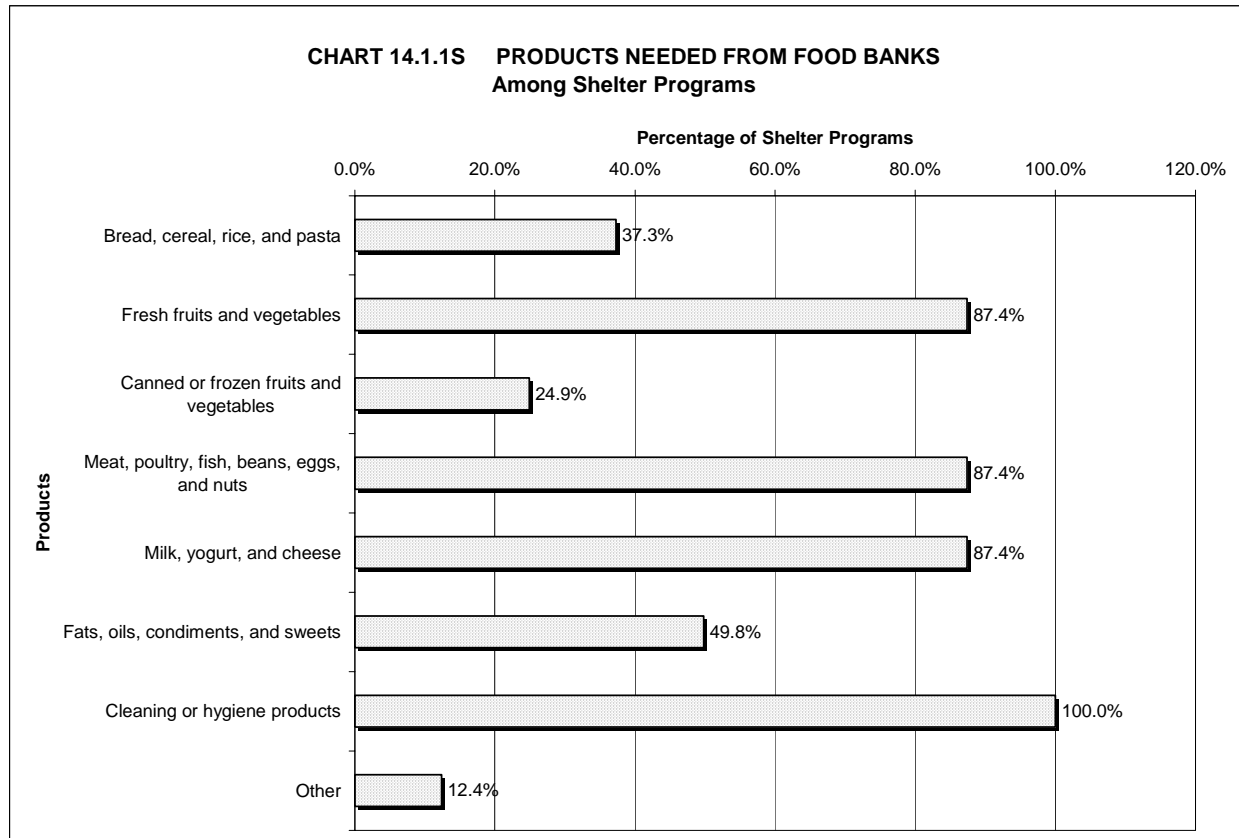 CHART 14.1.1S PRODUCTS NEEDED FROM FOOD BANKS
Among Shelter Programs
Percentage of Shelter Programs
0.0% 20.0% 40.0% 60.0% 80.0% 100.0% 120.0%
Products
Bread, cereal, rice, and pasta
37.3%
Fresh fruits and vegetables
87.4%
Canned or frozen fruits and
vegetables
24.9%
Meat, poultry, fish, beans, eggs,
and nuts
87.4%
Milk, yogurt, and cheese
87.4%
Fats, oils, condiments, and sweets
49.8%
Cleaning or hygiene products
100.0%
Other
12.4%